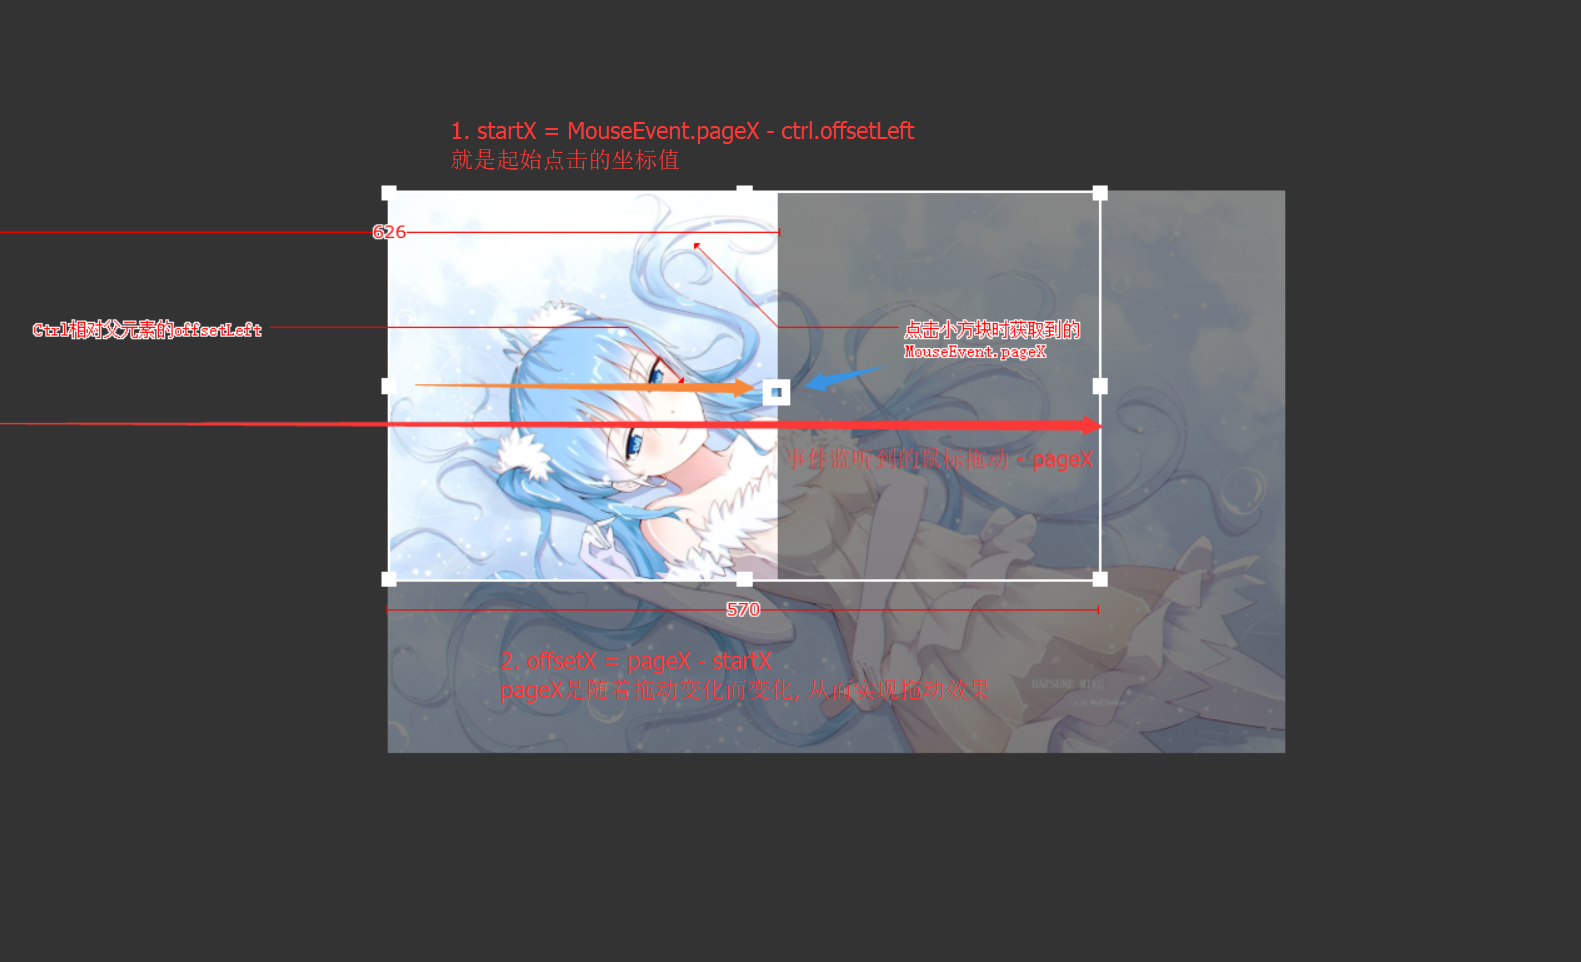 1. startX = MouseEvent.pageX - ctrl.offsetLeft
就是起始点击的坐标值
626
Ctrl相对父元素的offsetLeft
点击小方块时获取到的
MouseEvent.pageX
事件监听到的鼠标拖动 - pageX
570
2. offsetX = pageX - startX
pageX是随着拖动变化而变化, 从而实现拖动效果
HATSUNE MIKU